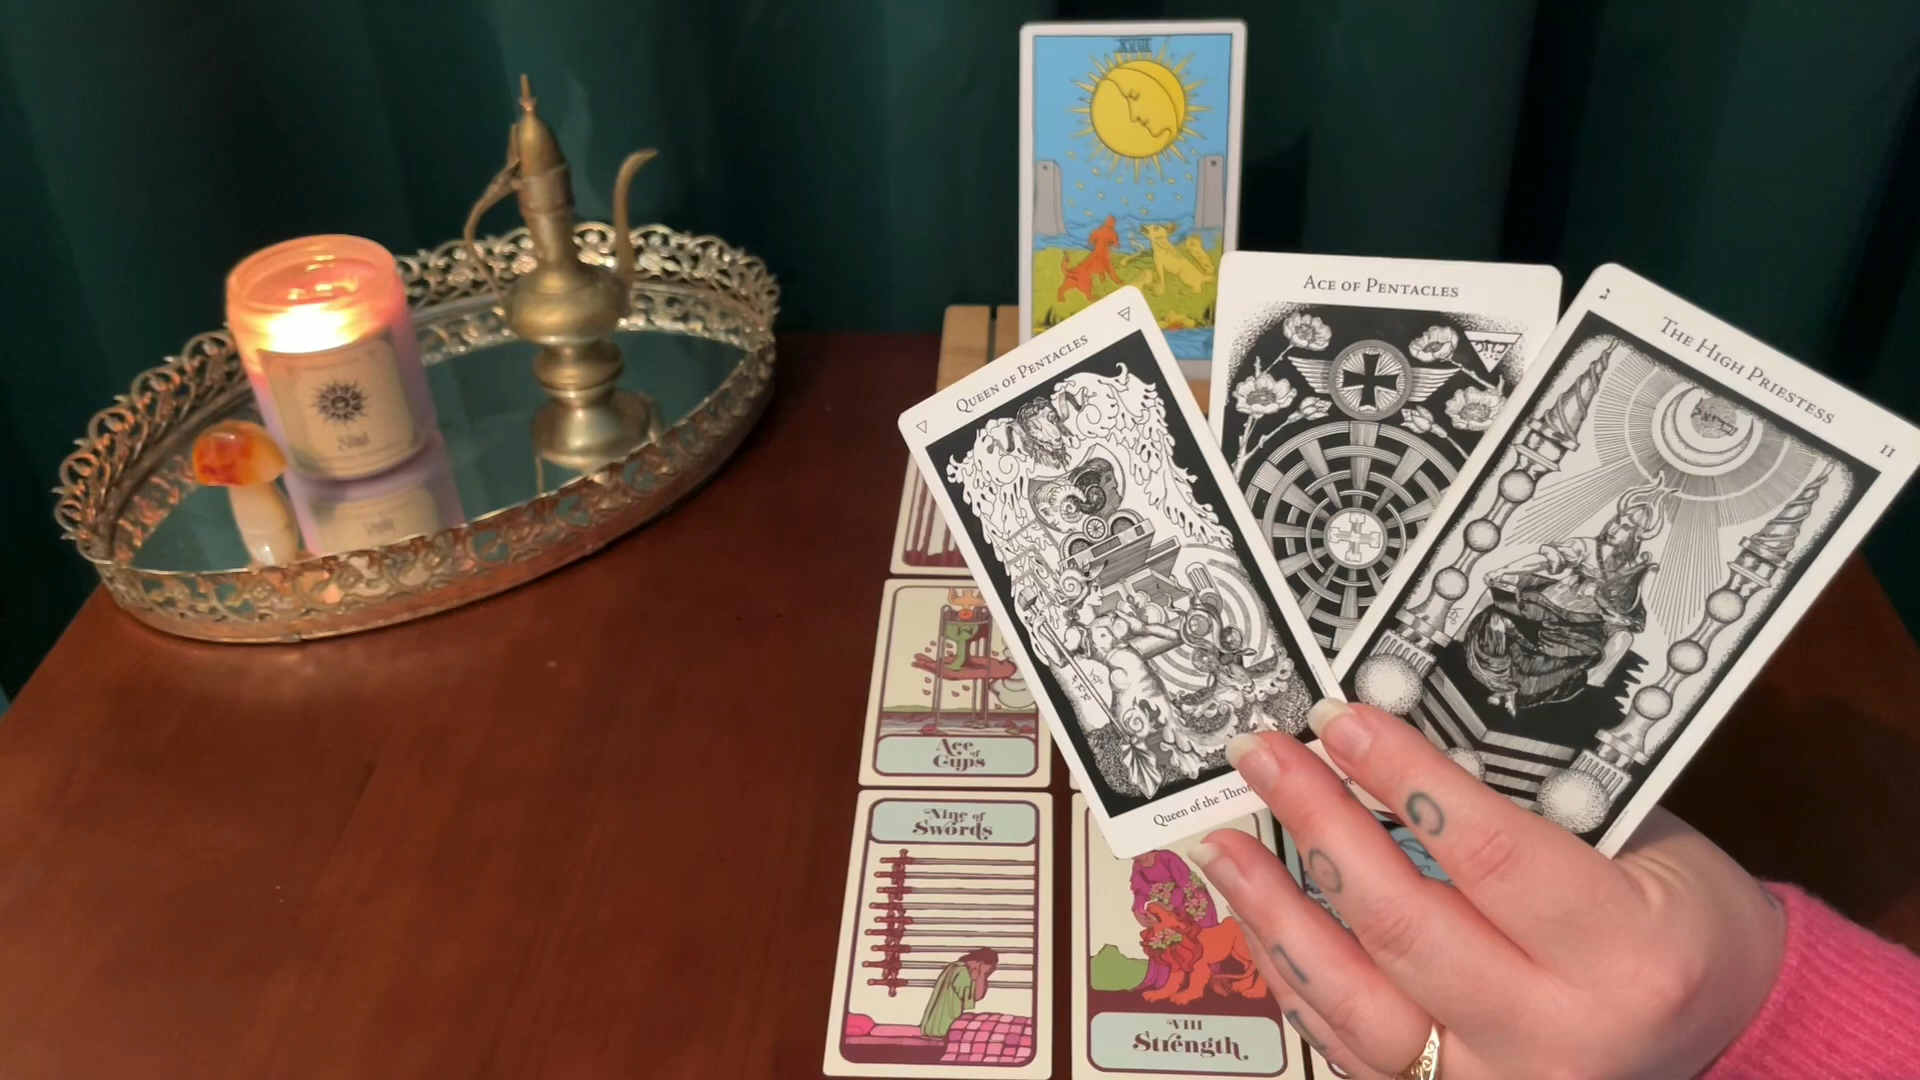 XVIII
QUEEN OF PENTACLES
ACE OF PENTACLES
THE HIGH PRIESTESS
II
Queen of the
Ace
of
Cups
Nine of
Swords
VIII
Strength